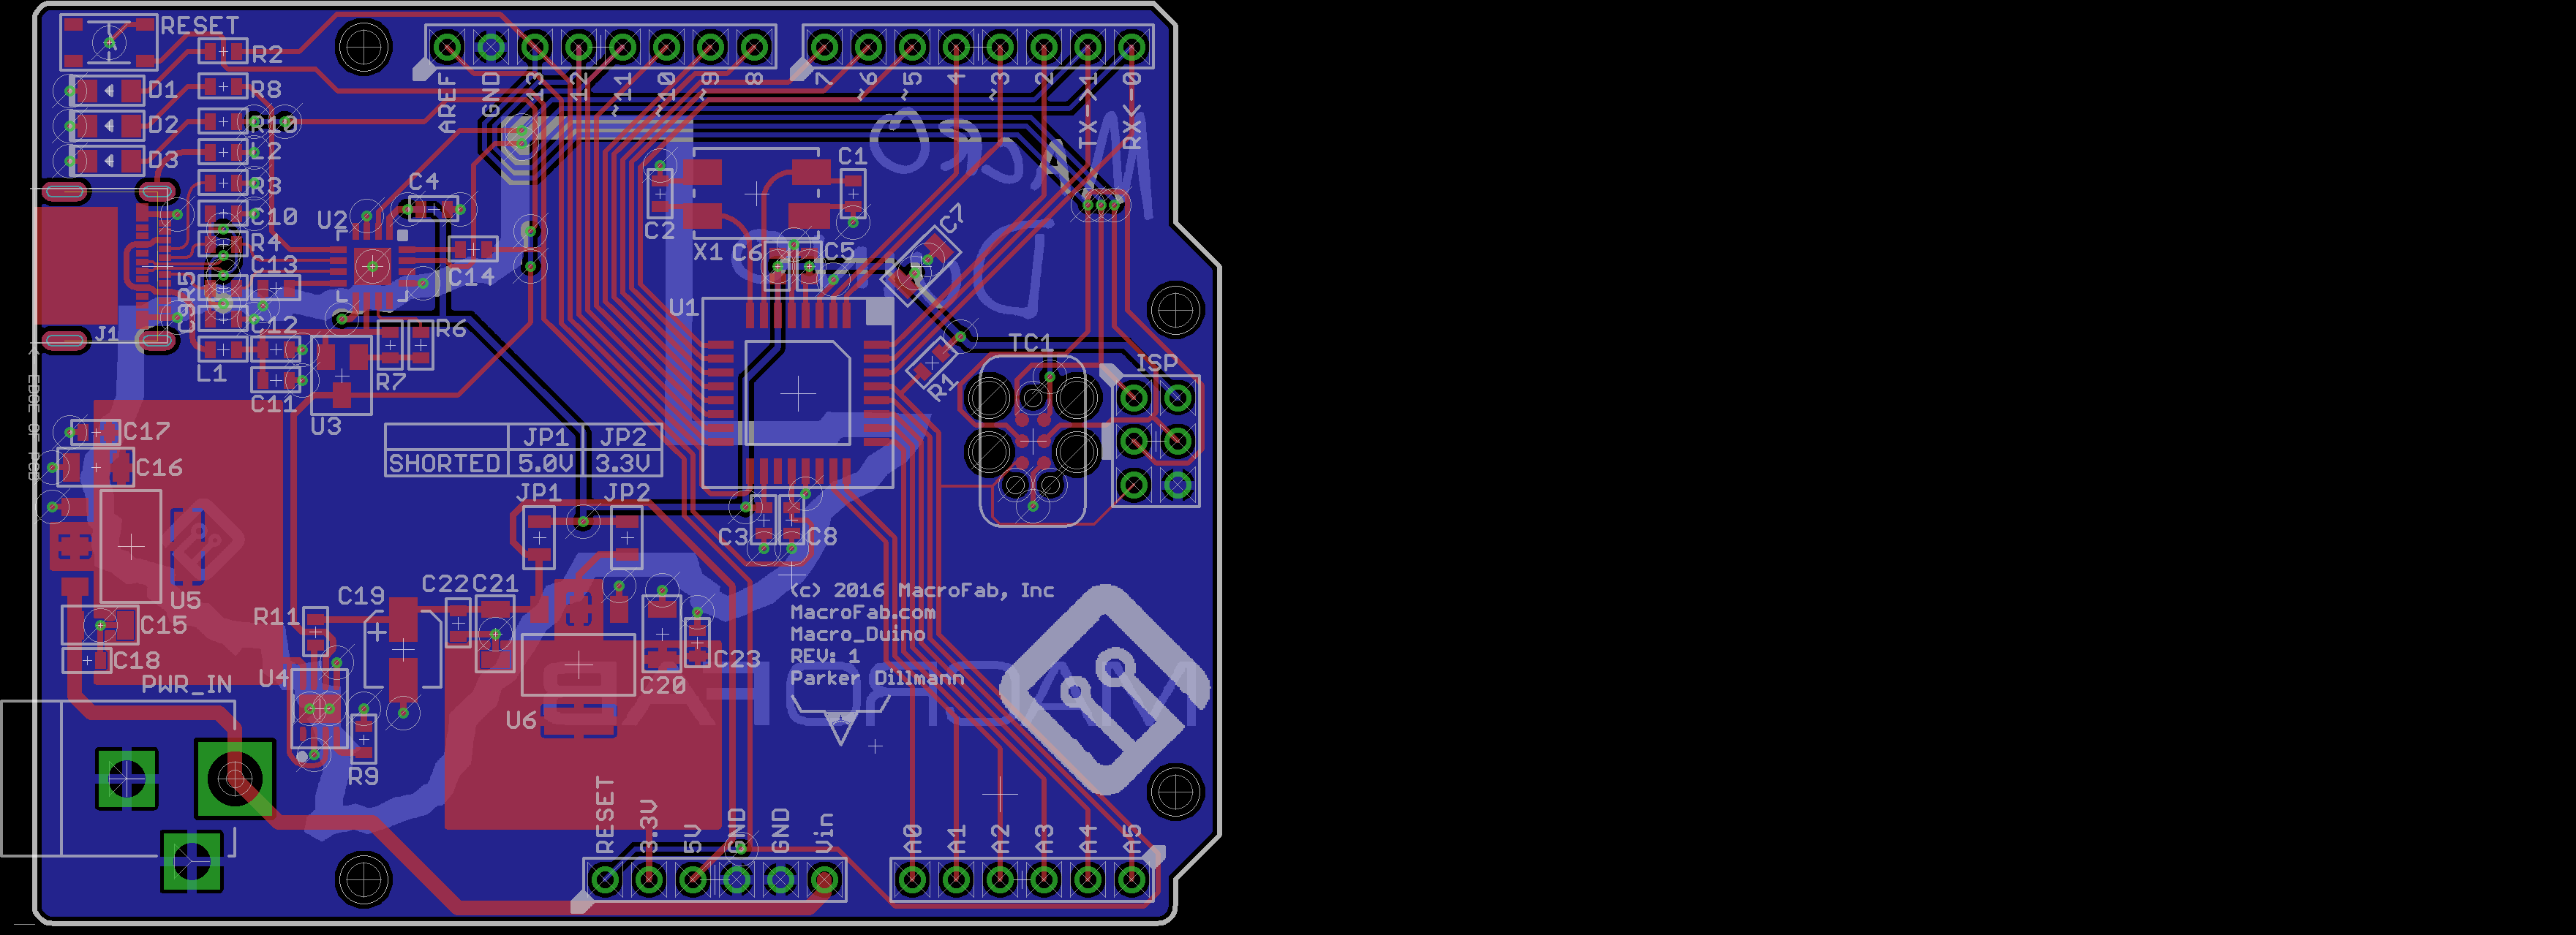 RESET
R2
D1
R8
D2
R10
D3
L2
R3
C10
R4
C13
C9
R5
C12
J1
L1
C11
U2
C4
C14
R6
R7
U3
AREF
GND
13
12
~11
~10
~9
8
7
~6
~5
4
~3
2
TX->1
RX<-0
C2
X1
C6
C5
C1
C7
U1
R1
TC1
ISP
Macro
Duino
EDGE OF PCB
C17
C16
JP1 JP2
SHORTED 5.0V 3.3V
JP1
JP2
C3
C8
U5
C15
C18
PWR_IN
R11
C19
C22
C21
U4
R9
U6
C20
C23
(c) 2016 MacroFab, Inc
MacroFab.com
Macro_Duino
REV: 1
Parker Dillmann
MACROFAB
RESET
3.3V
5V
GND
GND
Vin
A0
A1
A2
A3
A4
A5